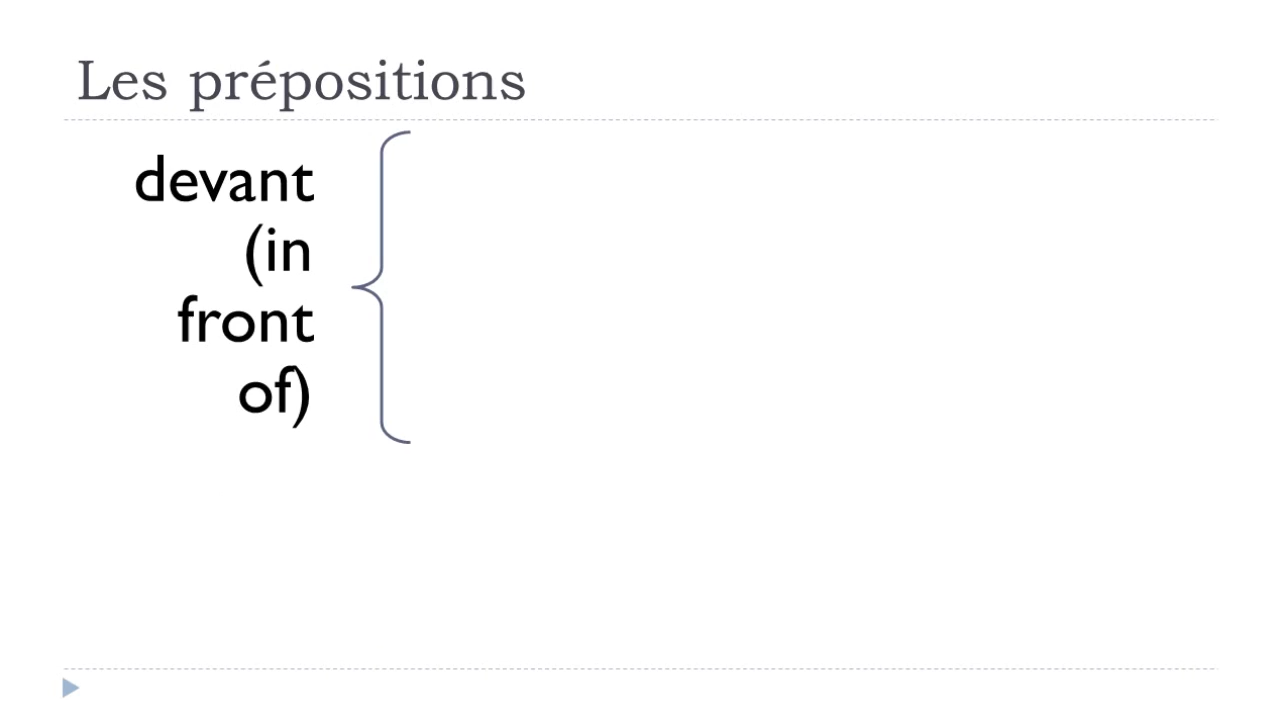 Les prépositions
devant
(in
front
of)